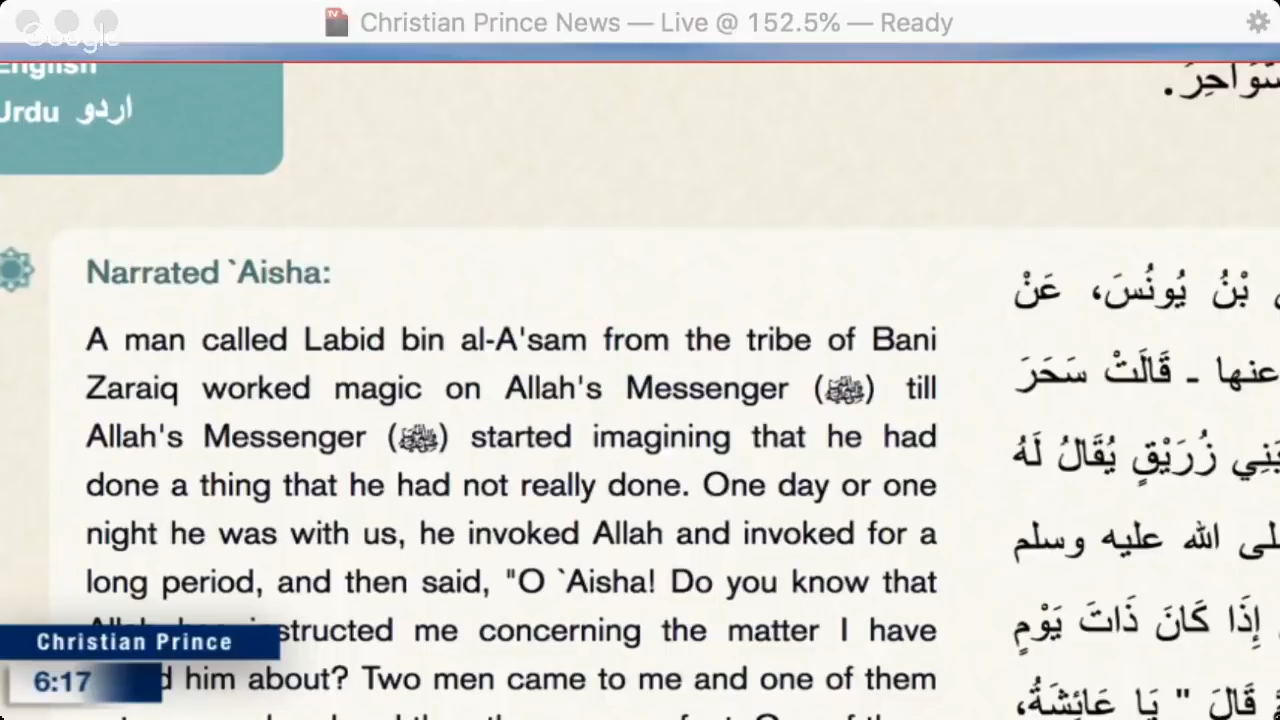 Christian Prince News — Live @ 152.5% — Ready
Google
English
Urdu اردو
Narrated `Aisha:
A man called Labid bin al-A'sam from the tribe of Bani
Zaraiq worked magic on Allah's Messenger (ﷺ) till
Allah's Messenger (ﷺ) started imagining that he had
done a thing that he had not really done. One day or one
night he was with us, he invoked Allah and invoked for a
long period, and then said, "O `Aisha! Do you know that
me concerning the matter I have
him about? Two men came to me and one of them
بْنُ يُونُسَ، عَنْ
عنها ـ قَالَتْ سَحَرَ
زُرَيْقٍ يُقَالُ لَهُ
الله عليه وسلم
إِذَا كَانَ ذَاتَ يَوْمٍ
قَالَ " يَا عَائِشَةُ،
Christian Prince
6:17